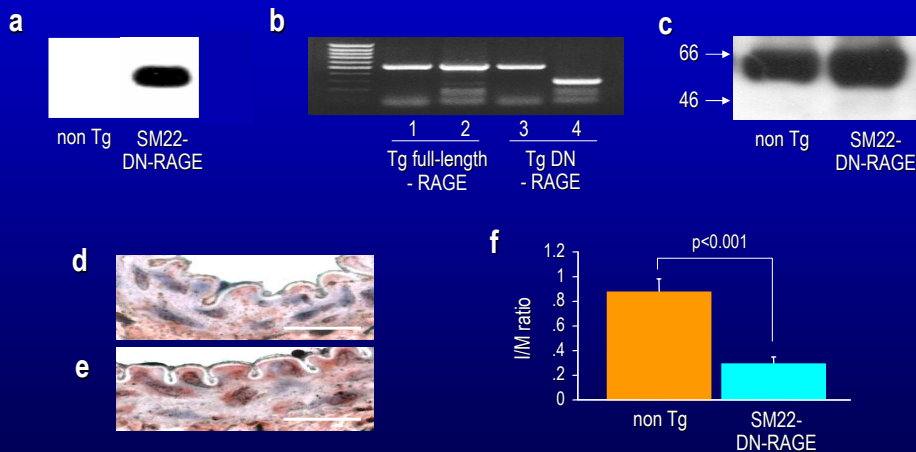 a
non Tg
SM22-
DN-RAGE
b
1 2 3 4
Tg full-length
- RAGE
Tg DN
- RAGE
c
66
46
non Tg
SM22-
DN-RAGE
d
e
f
p<0.001
I/M ratio
1.2
1
.8
.6
.4
.2
0
non Tg
SM22-
DN-RAGE